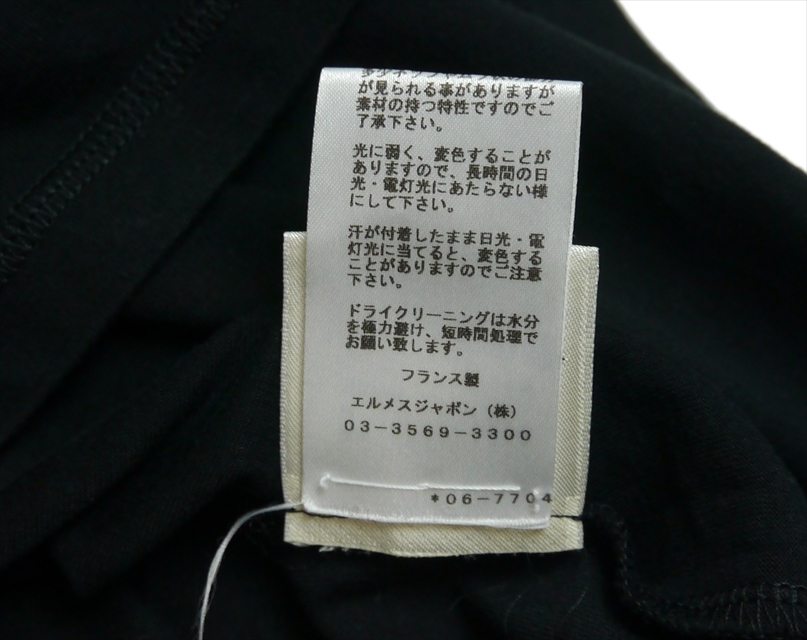 が見られる事がありますが
素材の持つ特性ですのでご
了承下さい。
光に弱く、変色することが
ありますので、長時間の日
光・電灯光にあたらない様
にして下さい。
汗が付着したまま日光・電
灯光に当てると、変色する
ことがありますのでご注意
下さい。
ドライクリーニングは水分
を極力避け、短時間処理で
お願い致します。
フランス製
エルメスジャポン（株）
03-3569-3300
*06-7704